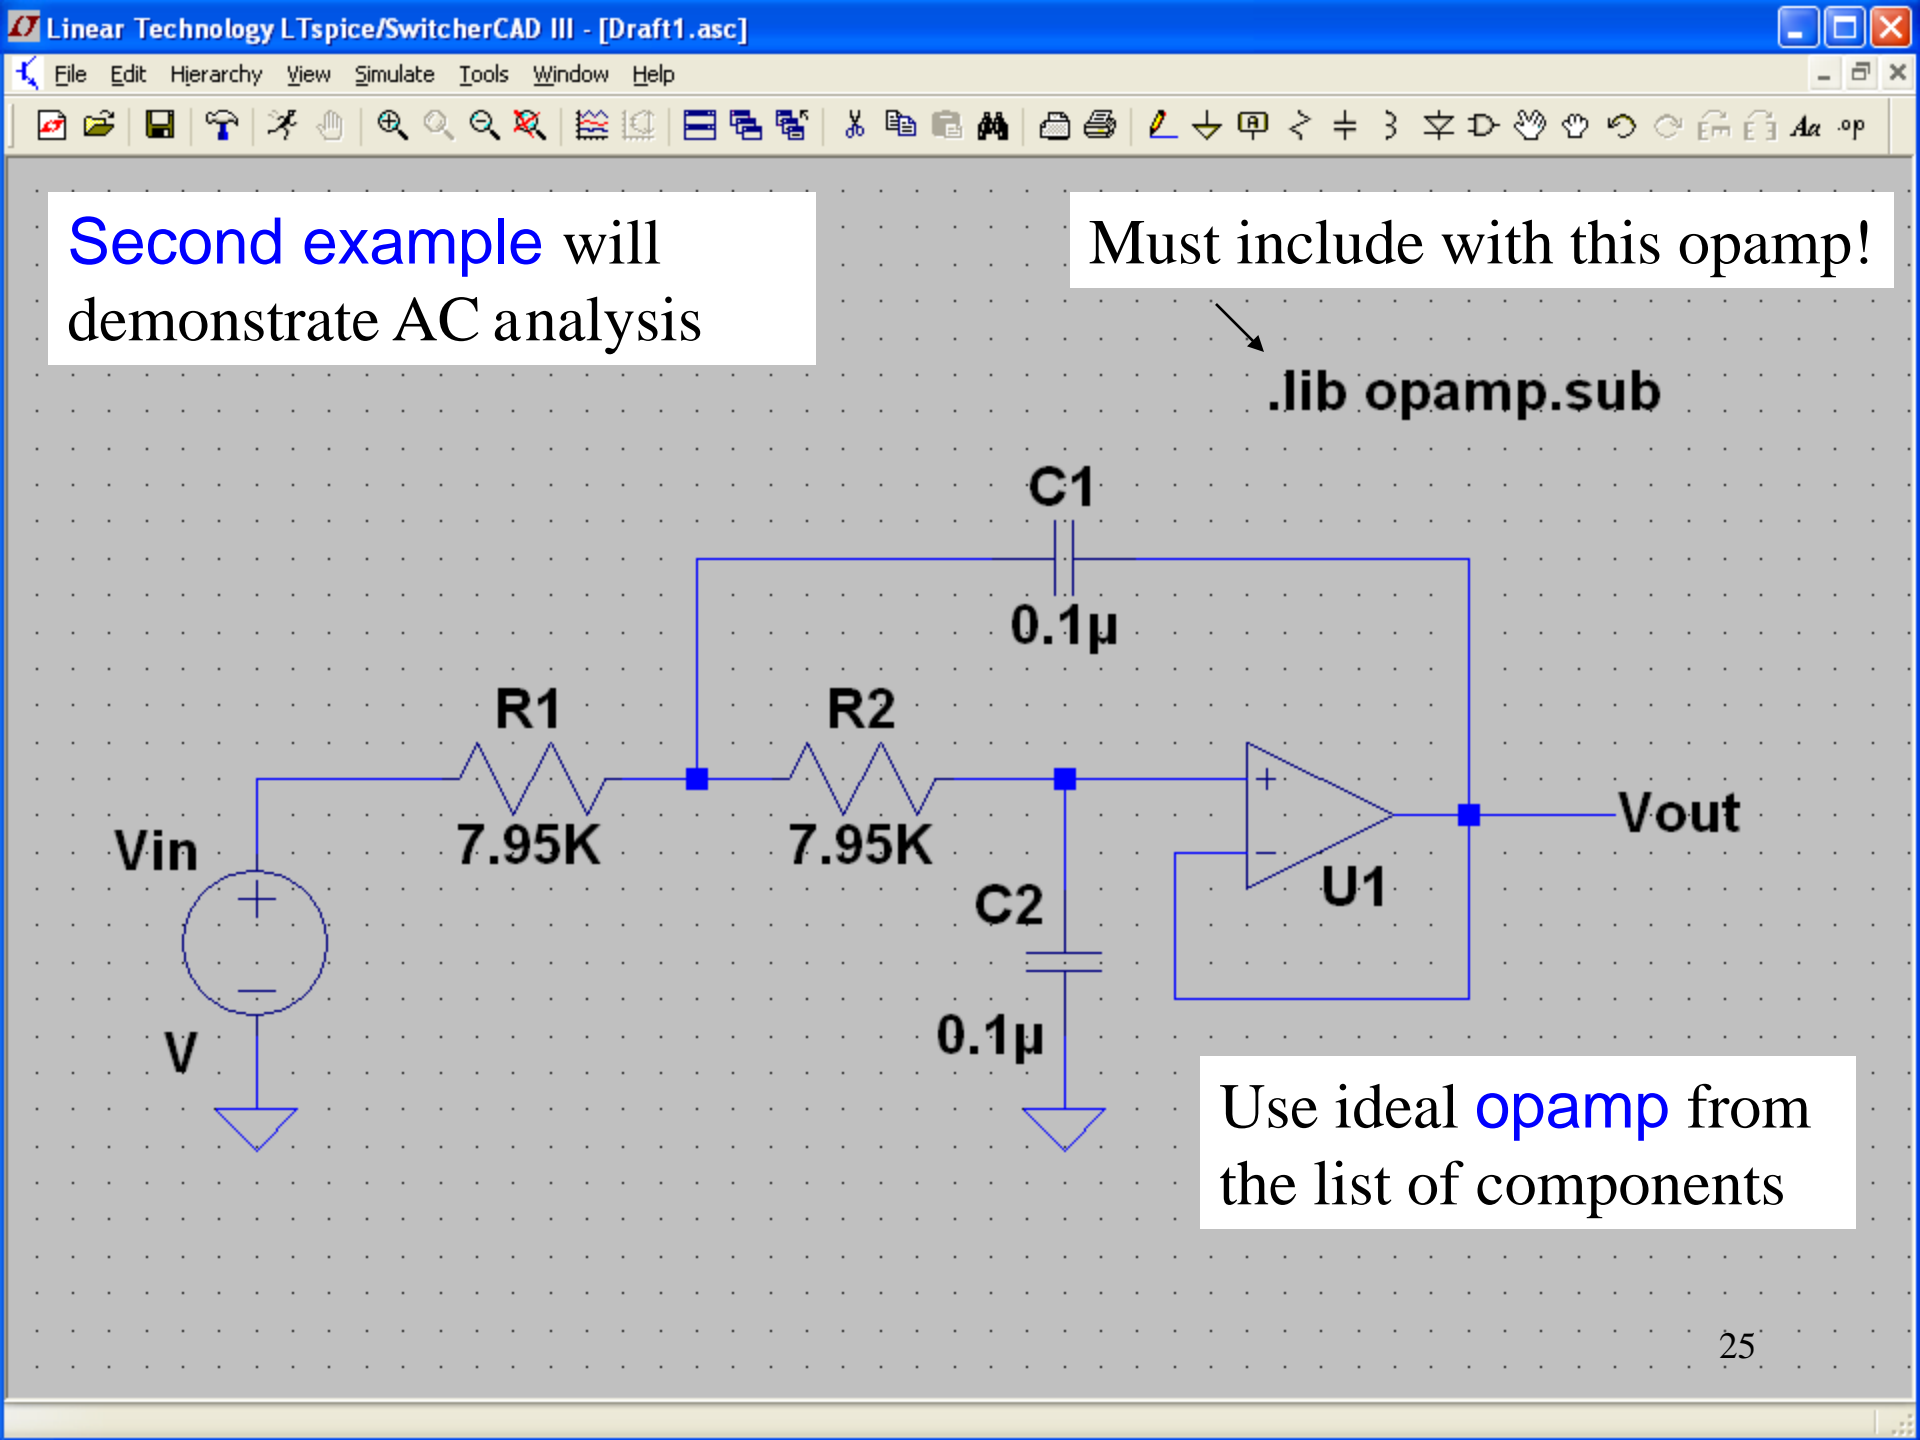 Linear Technology LTspice/SwitcherCAD III - [Draft1.asc]
File Edit Hierarchy View Simulate Tools Window Help
Aa .op
Second example will
demonstrate AC analysis
Must include with this opamp!
.lib opamp.sub
C1
0.1µ
R1
7.95K
R2
7.95K
Vin
V
C2
0.1µ
U1
Vout
Use ideal opamp from
the list of components
25